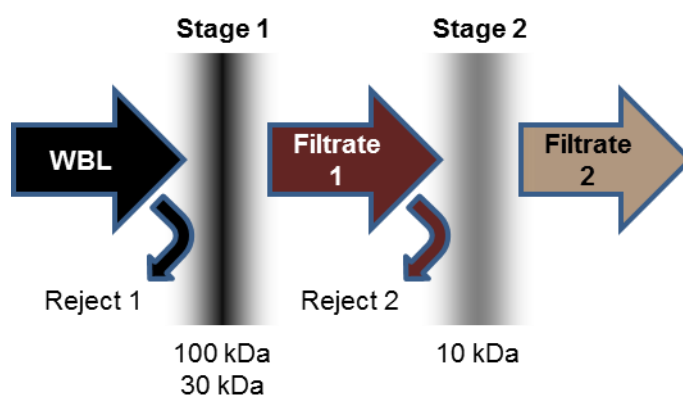 Stage 1
Stage 2
WBL
Filtrate
1
Filtrate
2
Reject 1
Reject 2
100 kDa
30 kDa
10 kDa